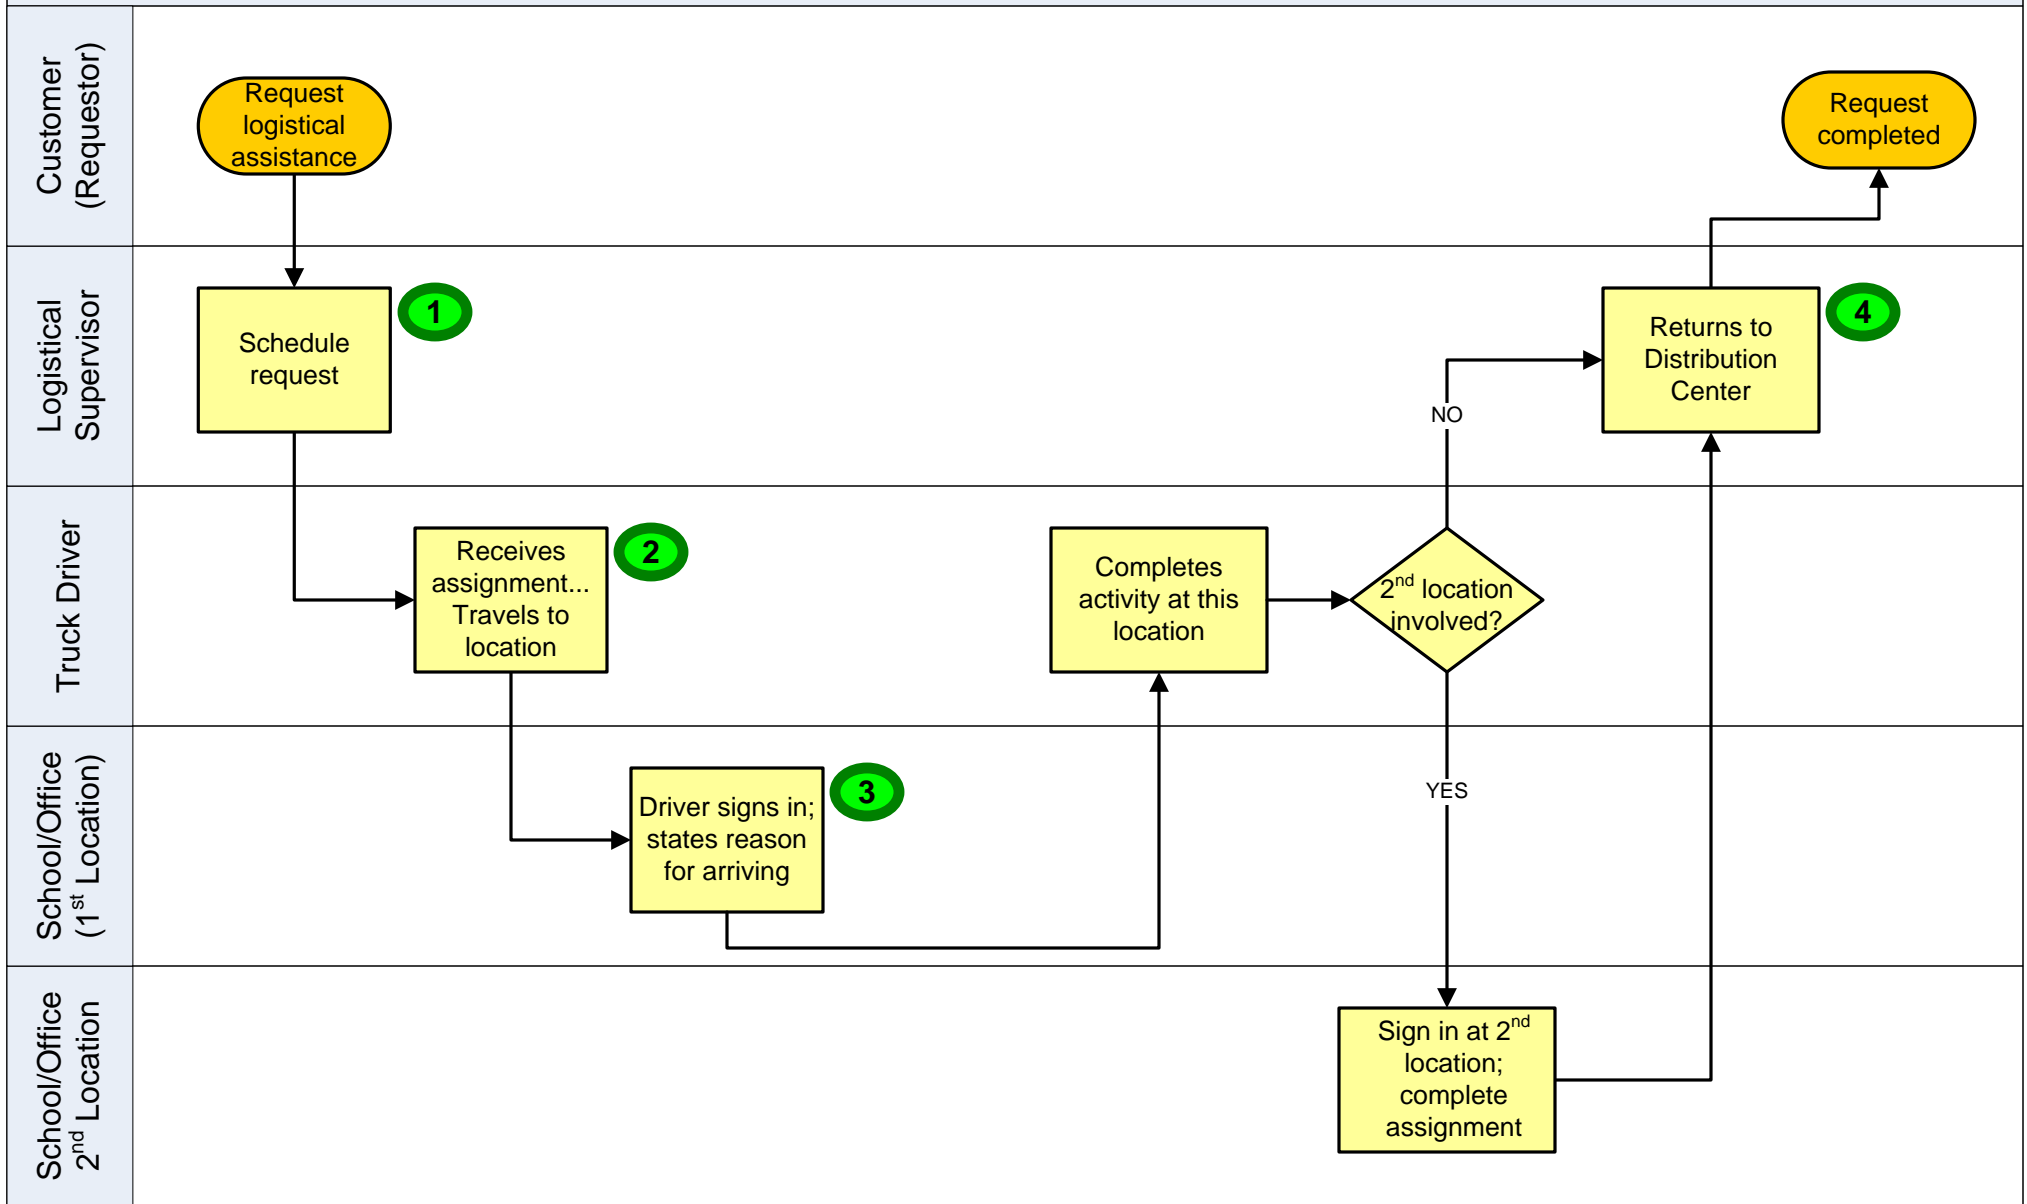 Customer
(Requestor)
Request
logistical
assistance
Request
completed
Logistical
Supervisor
Schedule
request
1
NO
Returns to
Distribution
Center
4
Truck Driver
Receives
assignment...
Travels to
location
2
Completes
activity at this
location
2nd location
involved?
School/Office
(1st Location)
Driver signs in;
states reason
for arriving
3
YES
School/Office
2nd Location
Sign in at 2nd
location;
complete
assignment